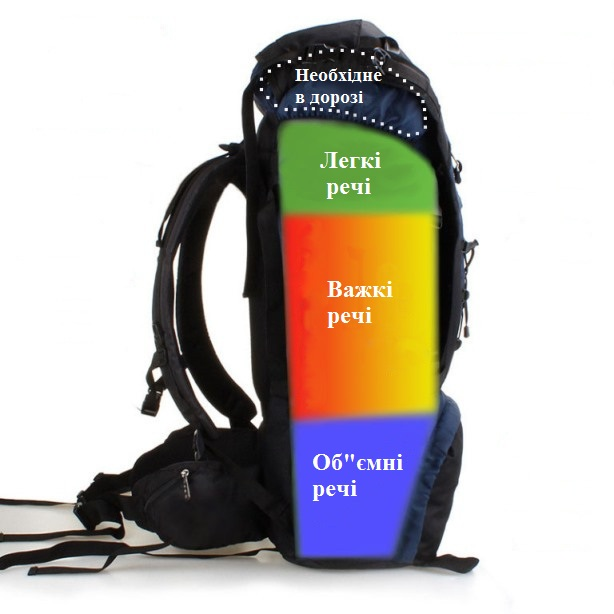 Необхідне
в дорозі
Легкі
речі
Важкі
речі
Об"ємні
речі